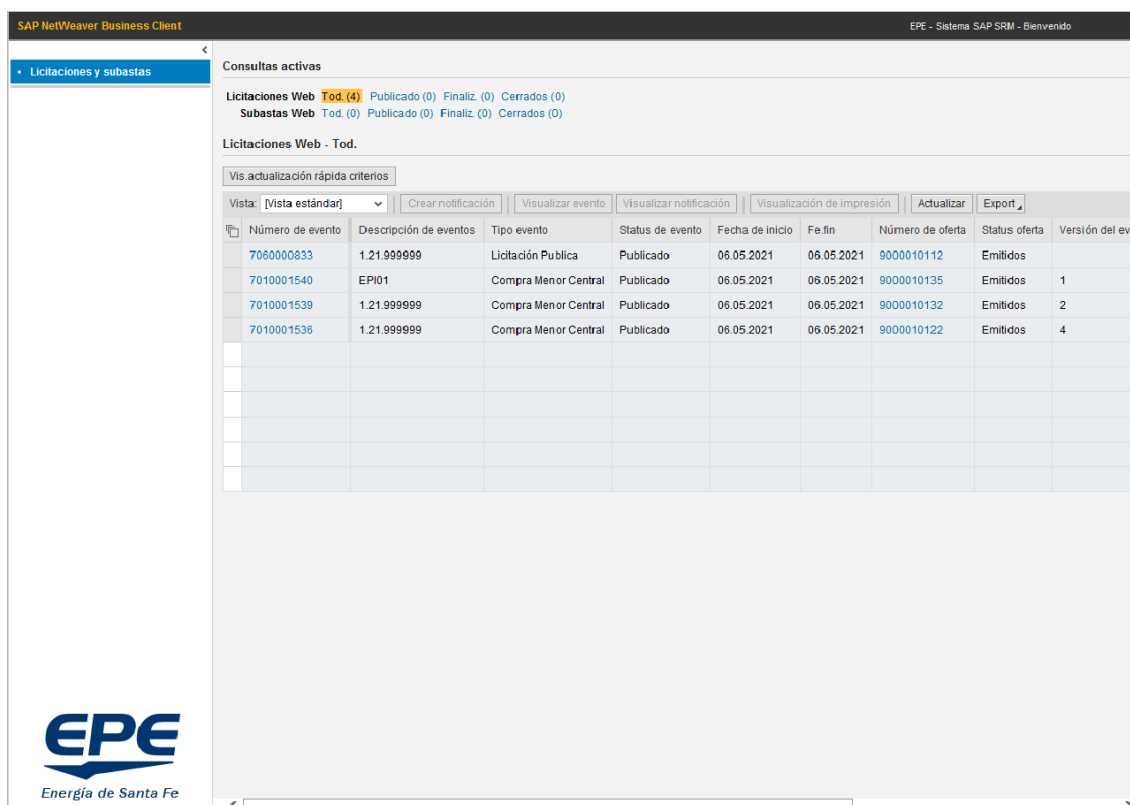 SAP NetWeaver Business Client EPE - Sistema SAP SRM - Bienvenido
• Licitaciones y subastas
Consultas activas
Licitaciones Web Tod. (4) Publicado (0) Finaliz. (0) Cerrados (0)
Subastas Web Tod. (0) Publicado (0) Finaliz. (0) Cerrados (0)
Licitaciones Web - Tod.
Vis.actualización rápida criterios
Vista: [Vista estándar] Crear notificación Visualizar evento Visualizar notificación Visualización de impresión Actualizar Export
Número de evento Descripción de eventos Tipo evento Status de evento Fecha de inicio Fe.fin Número de oferta Status oferta Versión del ev
7060000833 1.21.999999 Licitación Publica Publicado 06.05.2021 06.05.2021 9000010112 Emitidos
7010001540 EPI01 Compra Menor Central Publicado 06.05.2021 06.05.2021 9000010135 Emitidos 1
7010001539 1.21.999999 Compra Menor Central Publicado 06.05.2021 06.05.2021 9000010132 Emitidos 2
7010001536 1.21.999999 Compra Menor Central Publicado 06.05.2021 06.05.2021 9000010122 Emitidos 4
EPE
Energía de Santa Fe